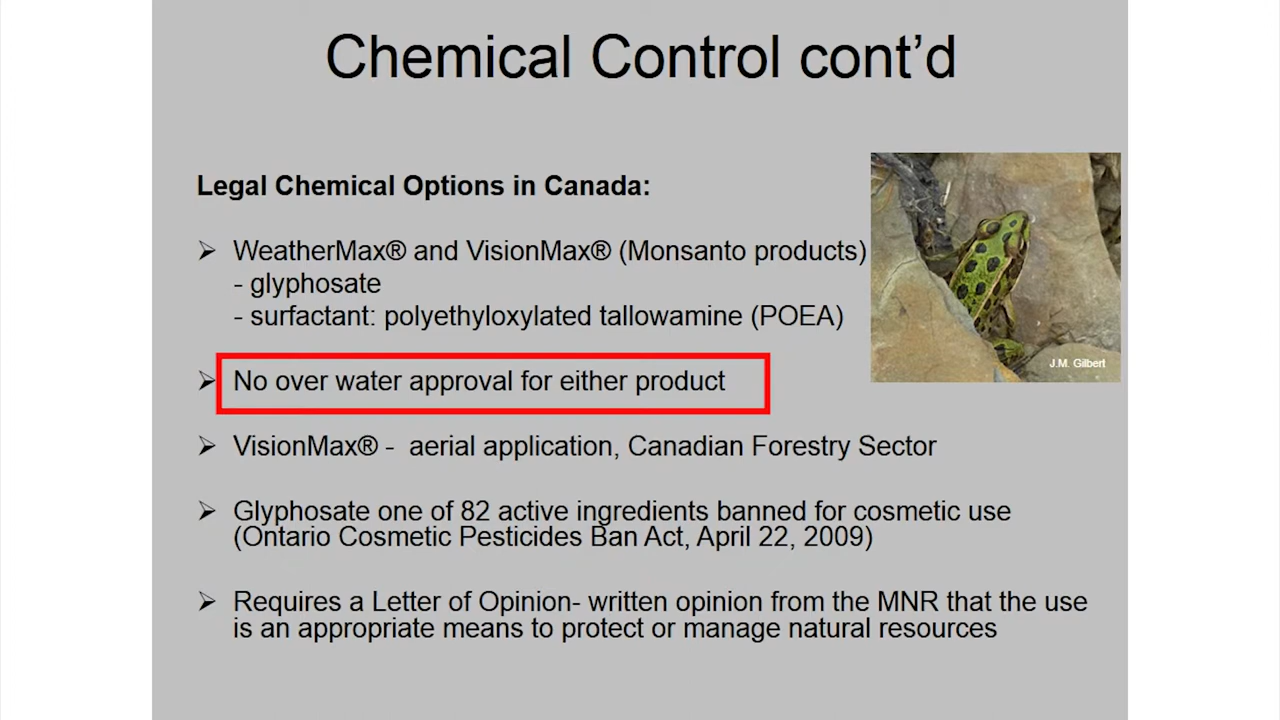 Chemical Control cont’d
Legal Chemical Options in Canada:
➢ WeatherMax® and VisionMax® (Monsanto products)
- glyphosate
- surfactant: polyethyloxylated tallowamine (POEA)
J.M. Gilbert
➢ No over water approval for either product
➢ VisionMax® - aerial application, Canadian Forestry Sector
➢ Glyphosate one of 82 active ingredients banned for cosmetic use
(Ontario Cosmetic Pesticides Ban Act, April 22, 2009)
➢ Requires a Letter of Opinion- written opinion from the MNR that the use
is an appropriate means to protect or manage natural resources